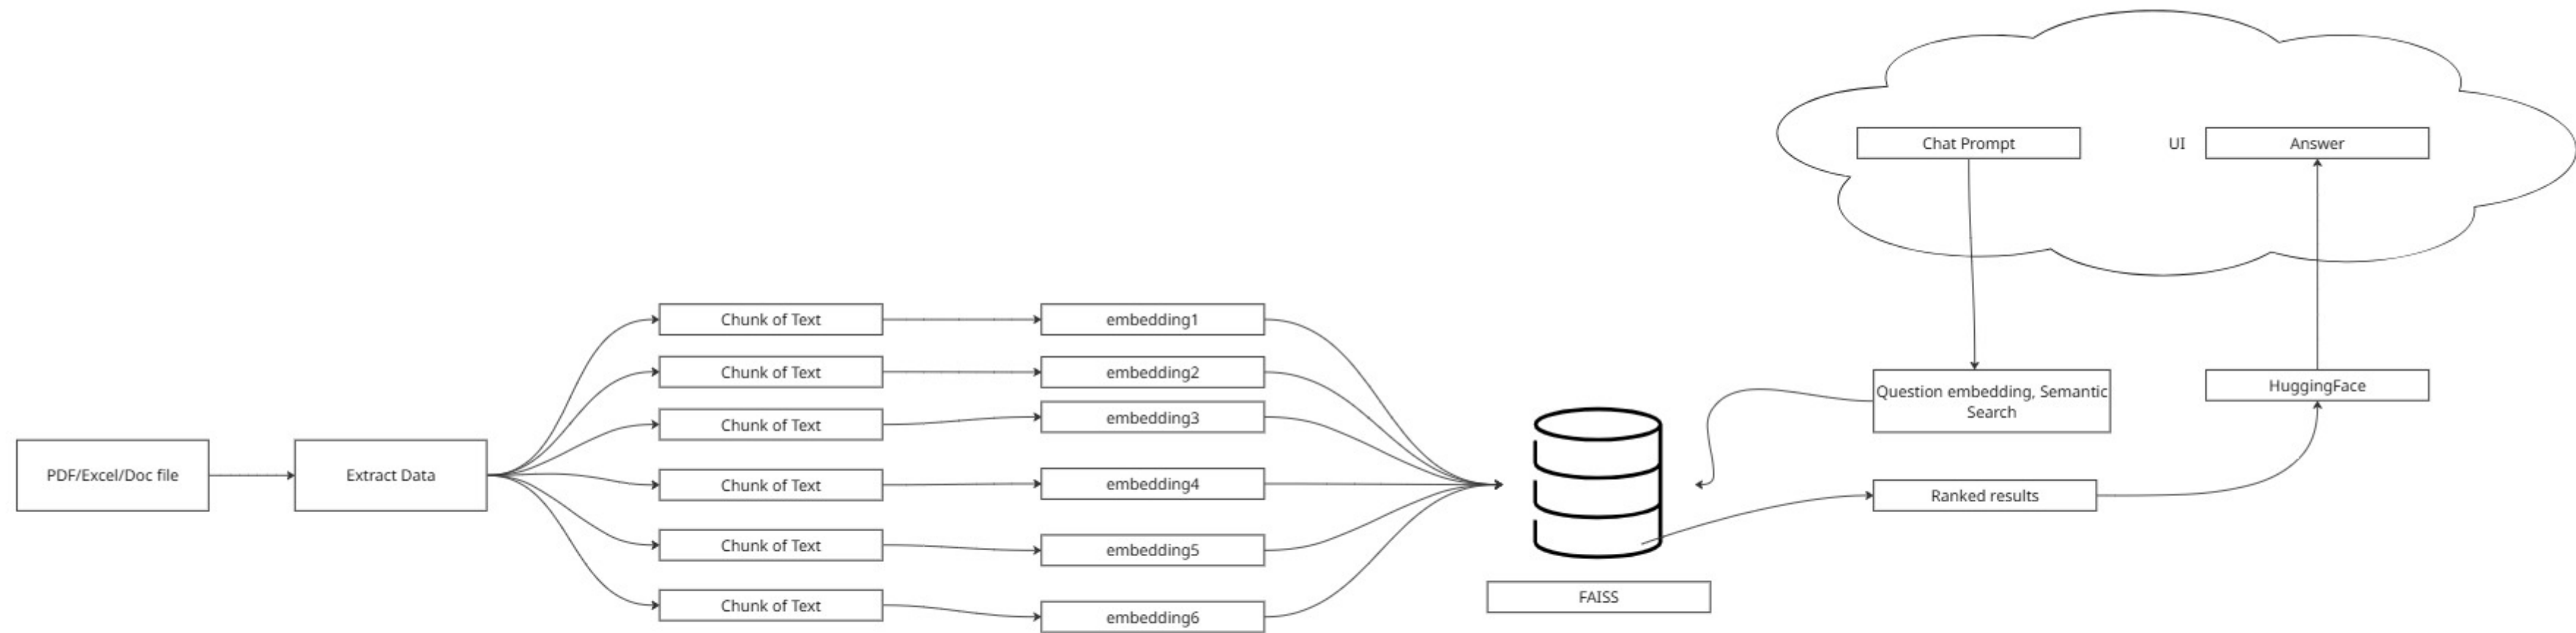 Chat Prompt
UI
Answer
Chunk of Text
embedding1
Chunk of Text
embedding2
Question embedding, Semantic
Search
HuggingFace
Chunk of Text
embedding3
PDF/Excel/Doc file
Extract Data
Chunk of Text
embedding4
Ranked results
Chunk of Text
embedding5
FAISS
Chunk of Text
embedding6